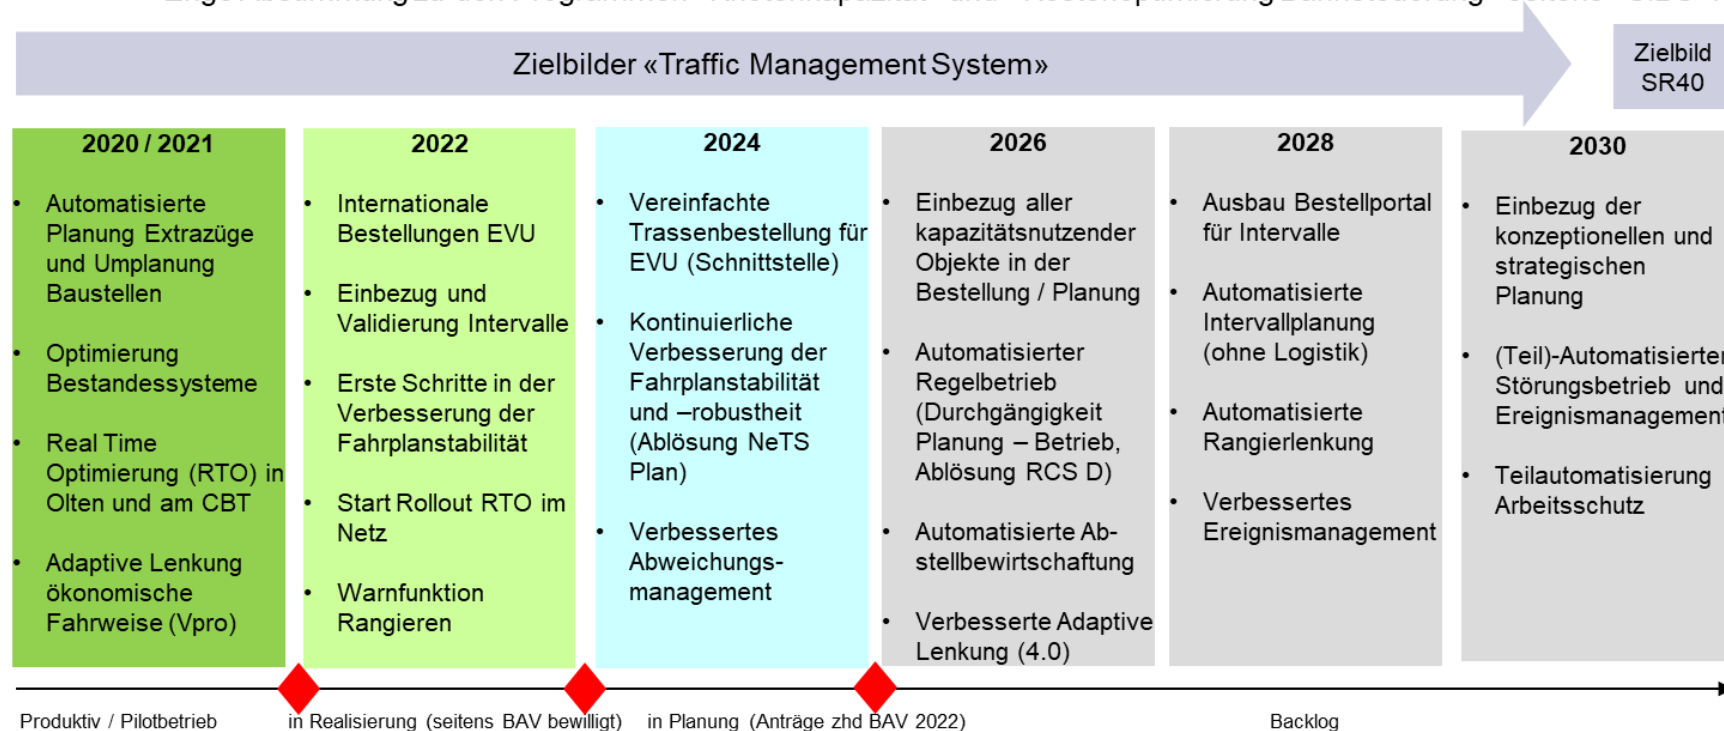 Zielbilder «Traffic Management System»
Zielbild
SR40
2020 / 2021
• Automatisierte
Planung Extrazüge
und Umplanung
Baustellen
• Optimierung
Bestandessysteme
• Real Time
Optimierung (RTO) in
Olten und am CBT
• Adaptive Lenkung
ökonomische
Fahrweise (Vpro)
2022
• Internationale
Bestellungen EVU
• Einbezug und
Validierung Intervalle
• Erste Schritte in der
Verbesserung der
Fahrplanstabilität
• Start Rollout RTO im
Netz
• Warnfunktion
Rangieren
2024
• Vereinfachte
Trassenbestellung für
EVU (Schnittstelle)
• Kontinuierliche
Verbesserung der
Fahrplanstabilität
und –robustheit
(Ablösung NeTS
Plan)
• Verbessertes
Abweichungs-
management
2026
• Einbezug aller
kapazitätsnutzender
Objekte in der
Bestellung / Planung
• Automatisierter
Regelbetrieb
(Durchgängigkeit
Planung – Betrieb,
Ablösung RCS D)
• Automatisierte Ab-
stellbewirtschaftung
• Verbesserte Adaptive
Lenkung (4.0)
2028
• Ausbau Bestellportal
für Intervalle
• Automatisierte
Intervallplanung
(ohne Logistik)
• Automatisierte
Rangierlenkung
• Verbessertes
Ereignismanagement
2030
• Einbezug der
konzeptionellen und
strategischen
Planung
• (Teil)-Automatisierter
Störungsbetrieb und
Ereignismanagement
• Teilautomatisierung
Arbeitsschutz
Produktiv / Pilotbetrieb
in Realisierung (seitens BAV bewilligt)
in Planung (Anträge zhd BAV 2022)
Backlog